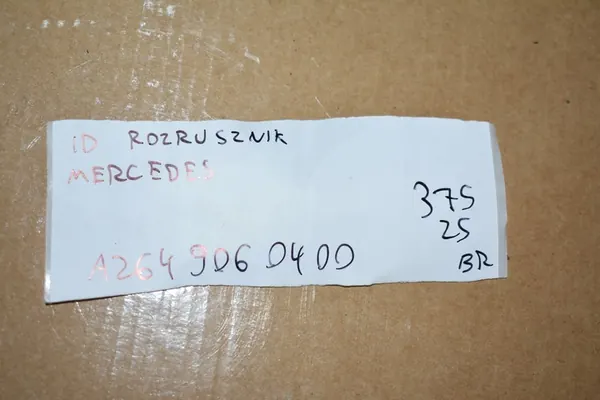 iD ROZRUSZNIK
MERCEDES
375
25
A264 906 0400
BR